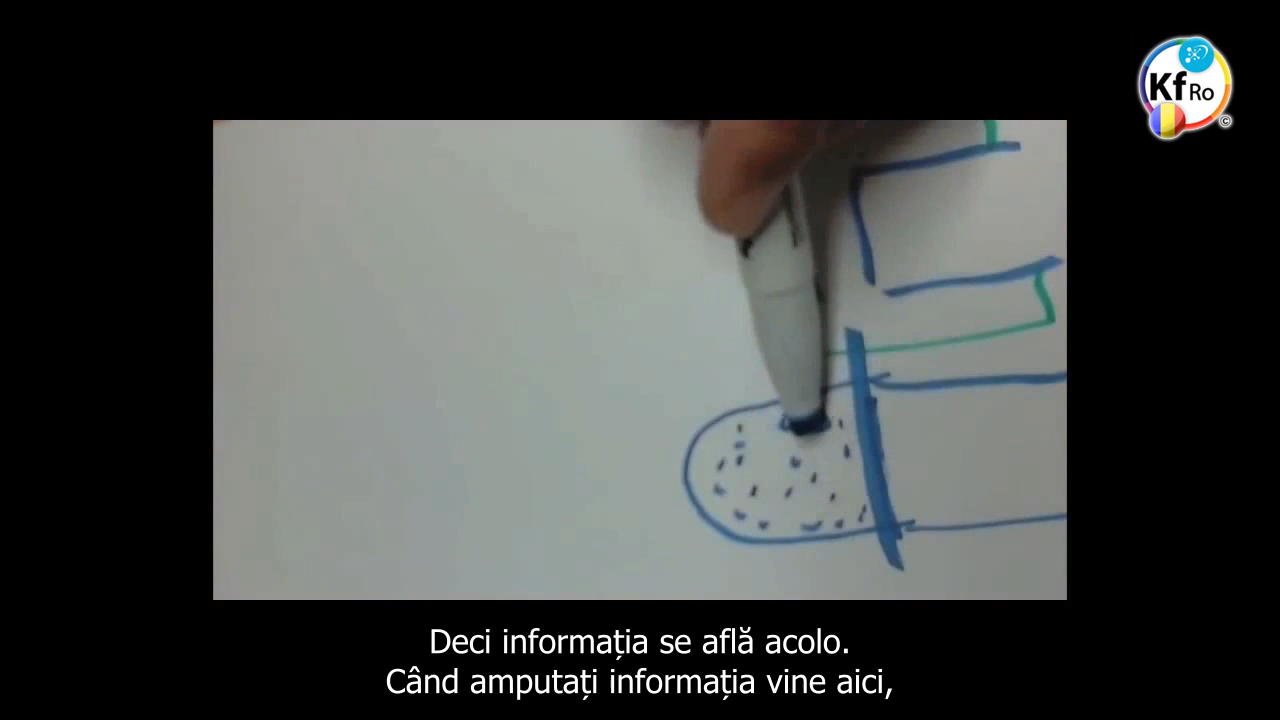 Kf Ro
©
Deci informația se află acolo.
Când amputați informația vine aici,